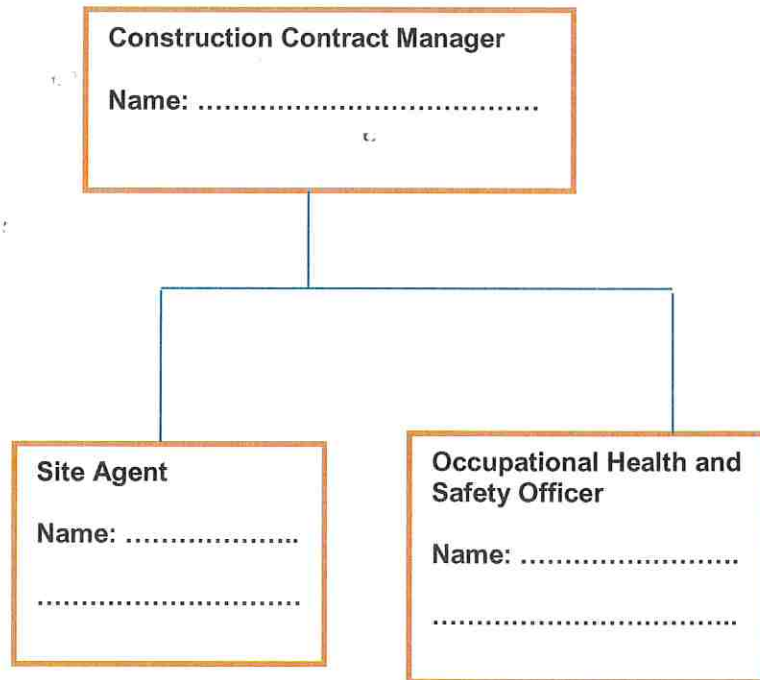 Construction Contract Manager
Name: ……………………………………
Site Agent
Name: ………………..
…………………………
Occupational Health and
Safety Officer
Name: …………………….
……………………………..